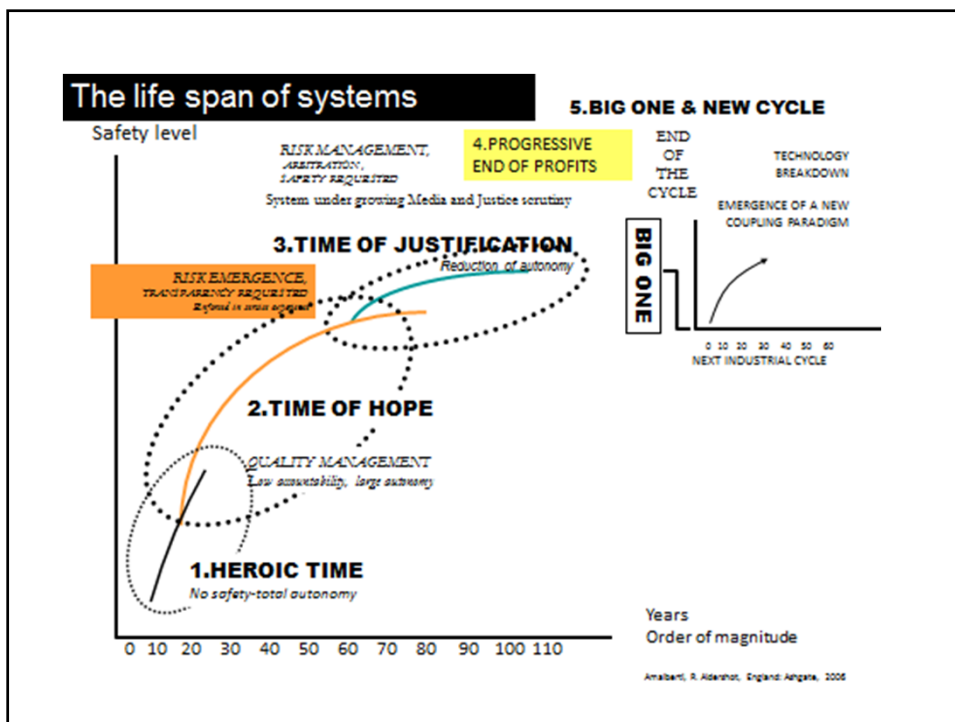 The life span of systems
5.BIG ONE & NEW CYCLE
Safety level
RISK MANAGEMENT,
ARBITRATION,
SAFETY REQUESTED
System under growing Media and Justice scrutiny
4.PROGRESSIVE
END OF PROFITS
END
OF
THE
CYCLE
TECHNOLOGY
BREAKDOWN
EMERGENCE OF A NEW
COUPLING PARADIGM
BIG ONE
0 10 20 30 40 50 60
NEXT INDUSTRIAL CYCLE
3.TIME OF JUSTIFICATION
Reduction of autonomy
RISK EMERGENCE,
TRANSPARENCY REQUESTED
2.TIME OF HOPE
QUALITY MANAGEMENT
Low accountability, large autonomy
1.HEROIC TIME
No safety-total autonomy
0 10 20 30 40 50 60 70 80 90 100 110
Years
Order of magnitude
Amalberti, R. Aldershot, England: Ashgate, 2006